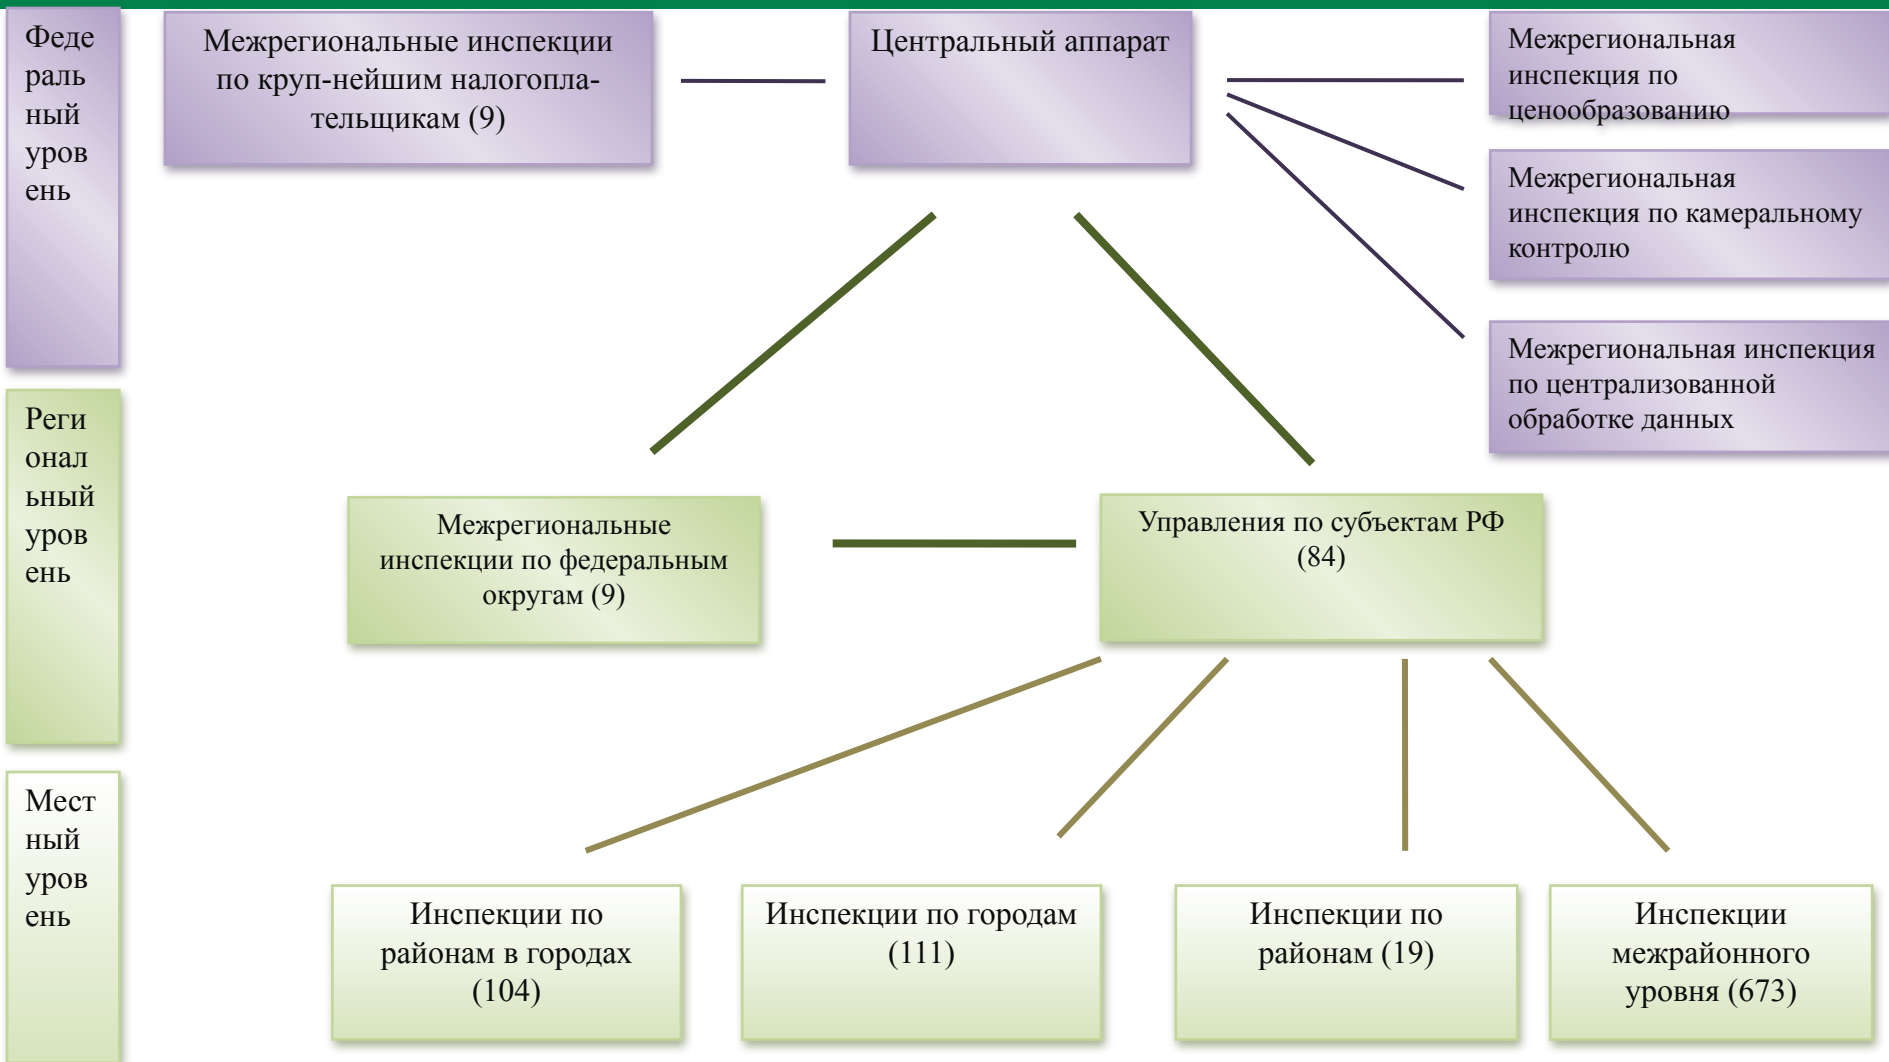 Феде
раль
ный
уров
ень
Межрегиональные инспекции
по круп-нейшим налогопла-
тельщикам (9)
Центральный аппарат
Межрегиональная
инспекция по
ценообразованию
Межрегиональная
инспекция по камеральному
контролю
Межрегиональная инспекция
по централизованной
обработке данных
Реги
онал
ьный
уров
ень
Межрегиональные
инспекции по федеральным
округам (9)
Управления по субъектам РФ
(84)
Мест
ный
уров
ень
Инспекции по
районам в городах
(104)
Инспекции по городам
(111)
Инспекции по
районам (19)
Инспекции
межрайонного
уровня (673)